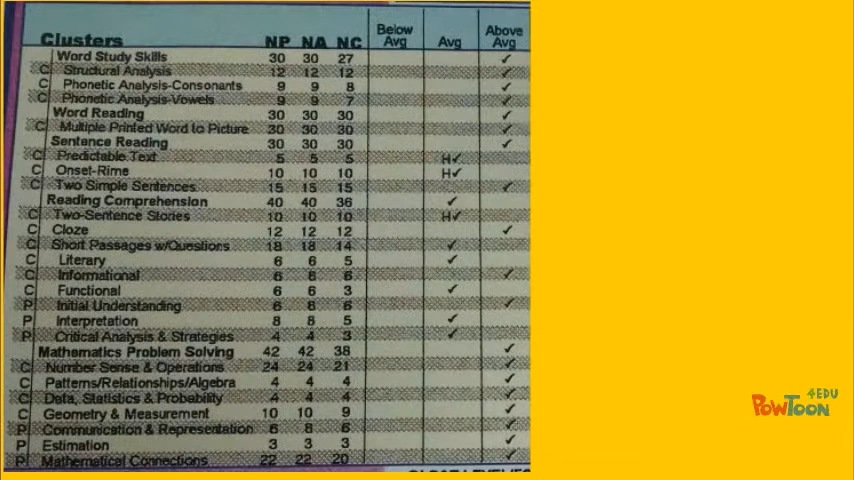 Clusters NP NA NC Below Avg Avg Above Avg
Word Study Skills 30 30 27 ✓
C Structural Analysis 12 12 12 ✓
C Phonetic Analysis-Consonants 9 9 8 ✓
C Phonetic Analysis-Vowels 9 9 7 ✓
Word Reading 30 30 30 ✓
C Multiple Printed Word to Picture 30 30 30 ✓
Sentence Reading 30 30 30 ✓
C Predictable Text 5 5 5 H✓
C Onset-Rime 10 10 10 H✓
C Two Simple Sentences 15 15 15 ✓
Reading Comprehension 40 40 36 ✓
C Two-Sentence Stories 10 10 10 H✓
C Cloze 12 12 12 ✓
C Short Passages w/Questions 18 18 14 ✓
C Literary 6 6 5 ✓
C Informational 6 6 6 ✓
C Functional 6 6 3 ✓
P Initial Understanding 6 6 6 ✓
P Interpretation 8 8 5 ✓
P Critical Analysis & Strategies 4 4 3 ✓
Mathematics Problem Solving 42 42 38 ✓
C Number Sense & Operations 24 24 21 ✓
C Patterns/Relationships/Algebra 4 4 4 ✓
C Data, Statistics & Probability 4 4 4 ✓
C Geometry & Measurement 10 10 9 ✓
P Communication & Representation 6 6 6 ✓
P Estimation 3 3 3 ✓
P Mathematical Connections 22 22 20 ✓
POWTOON 4EDU